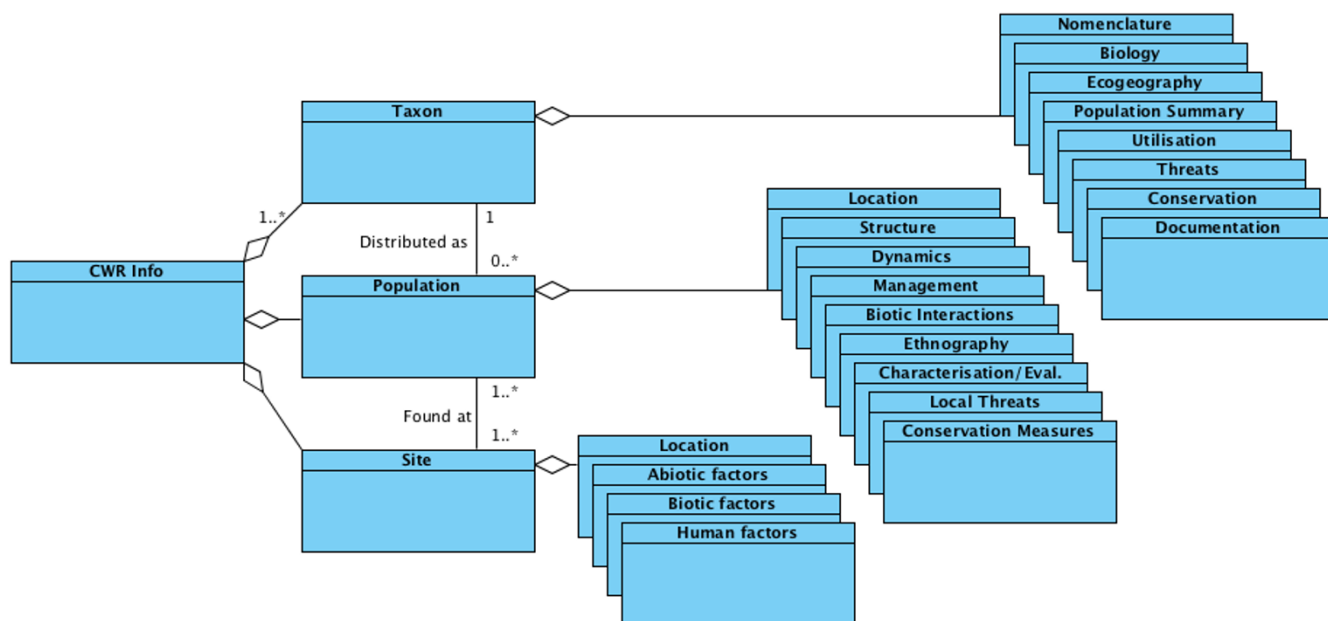 Nomenclature
Biology
Ecogeography
Population Summary
Utilisation
Threats
Conservation
Documentation
Taxon
1..*
1
Distributed as
0..*
CWR Info
Population
Location
Structure
Dynamics
Management
Biotic Interactions
Ethnography
Characterisation/Eval.
Local Threats
Conservation Measures
1..*
Found at
1..*
Site
Location
Abiotic factors
Biotic factors
Human factors